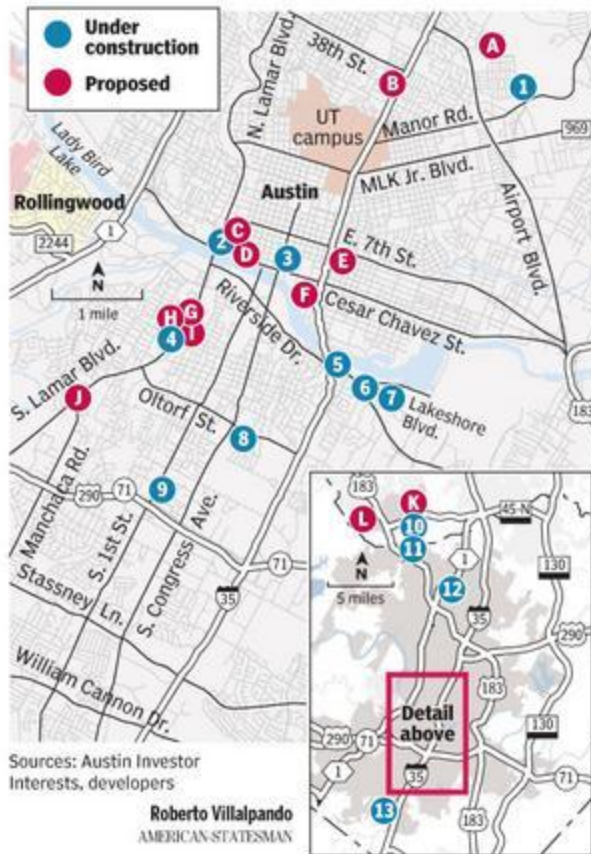 Under
construction
Proposed
38th St.
A
B
1
N. Lamar Blvd.
UT
campus
Manor Rd.
969
Lady Bird
Lake
MLK Jr. Blvd.
Rollingwood
Austin
Airport Blvd.
2244
1
C
2
D
3
E. 7th St.
E
N
1 mile
F
Cesar Chavez St.
Riverside Dr.
H
G
I
4
5
6
7
Lakeshore
Blvd.
183
S. Lamar Blvd.
J
Oltorf St.
8
Manchaca Rd.
290
71
9
S. 1st St.
S. Congress Ave.
71
35
Stassney Ln.
William Cannon Dr.
183
K
L
10
45-N
11
N
5 miles
1
12
130
35
290
183
Detail
above
130
290
71
1
35
71
13
183
Sources: Austin Investor
Interests, developers
Roberto Villalpando
AMERICAN-STATESMAN